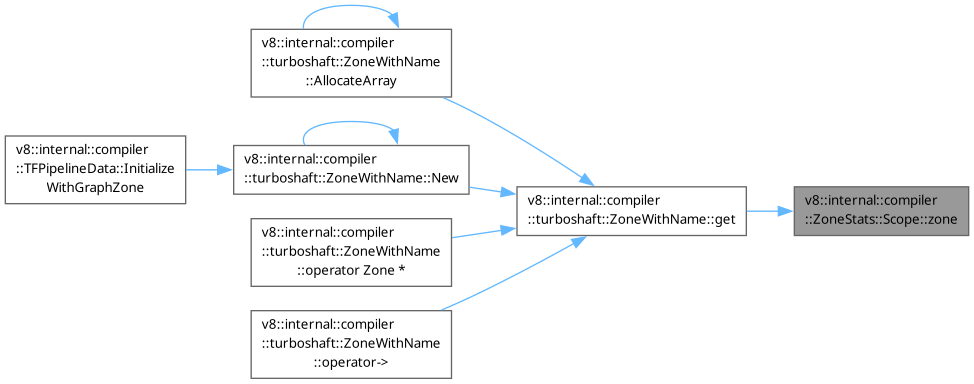 v8::internal::compiler
::turboshaft::ZoneWithName
::AllocateArray
v8::internal::compiler
::TFPipelineData::Initialize
WithGraphZone
v8::internal::compiler
::turboshaft::ZoneWithName::New
v8::internal::compiler
::turboshaft::ZoneWithName::get
v8::internal::compiler
::ZoneStats::Scope::zone
v8::internal::compiler
::turboshaft::ZoneWithName
::operator Zone *
v8::internal::compiler
::turboshaft::ZoneWithName
::operator->